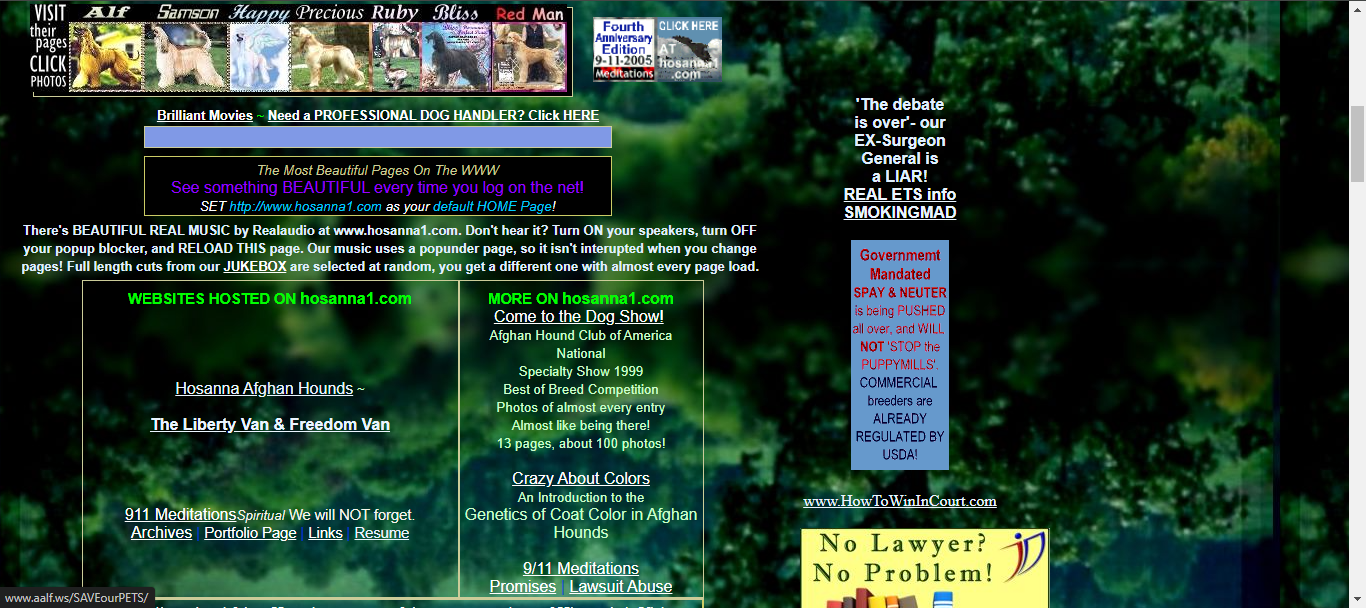 VISIT
their
pages
CLICK
PHOTOS
Alf Samson Happy Precious Ruby Bliss Red Man
Fourth
Anniversary
Edition
9-11-2005
Meditations
CLICK HERE
AT
hosanna1
.com
Brilliant Movies ~ Need a PROFESSIONAL DOG HANDLER? Click HERE
The Most Beautiful Pages On The WWW
See something BEAUTIFUL every time you log on the net!
SET http://www.hosanna1.com as your default HOME Page!
There's BEAUTIFUL REAL MUSIC by Realaudio at www.hosanna1.com. Don't hear it? Turn ON your speakers, turn OFF
your popup blocker, and RELOAD THIS page. Our music uses a popunder page, so it isn't interrupted when you change
pages! Full length cuts from our JUKEBOX are selected at random, you get a different one with almost every page load.
WEBSITES HOSTED ON hosanna1.com
Hosanna Afghan Hounds ~
The Liberty Van & Freedom Van
911 MeditationsSpiritual We will NOT forget.
Archives | Portfolio Page | Links | Resume
MORE ON hosanna1.com
Come to the Dog Show!
Afghan Hound Club of America
National
Specialty Show 1999
Best of Breed Competition
Photos of almost every entry
Almost like being there!
13 pages, about 100 photos!
Crazy About Colors
An Introduction to the
Genetics of Coat Color in Afghan
Hounds
9/11 Meditations
Promises | Lawsuit Abuse
'The debate
is over'- our
EX-Surgeon
General is
a LIAR!
REAL ETS info
SMOKINGMAD
Governmemt
Mandated
SPAY & NEUTER
is being PUSHED
all over, and WILL
NOT 'STOP the
PUPPYMILLS'.
COMMERCIAL
breeders are
ALREADY
REGULATED BY
USDA!
www.HowToWinInCourt.com
No Lawyer?
No Problem!
www.aalf.ws/SAVEourPETS/